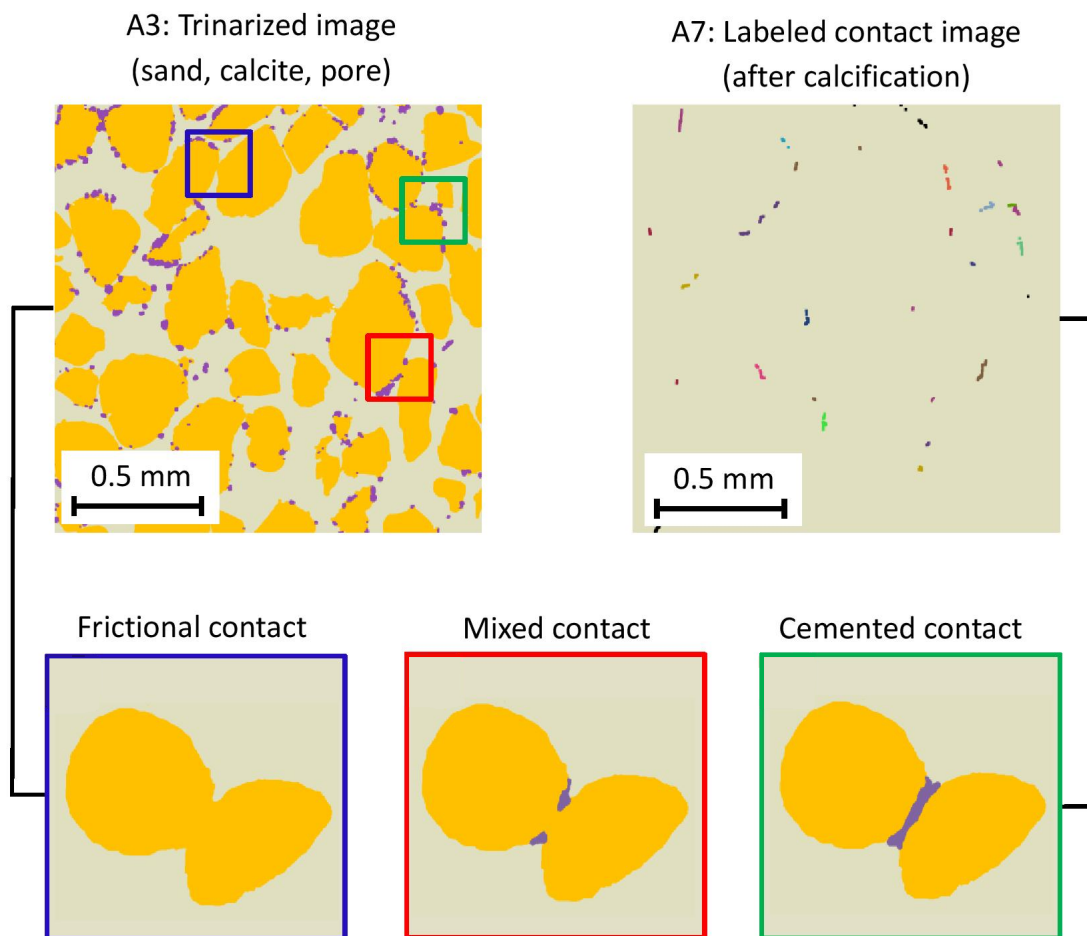 A3: Trinarized image
(sand, calcite, pore)
A7: Labeled contact image
(after calcification)
0.5 mm
0.5 mm
Frictional contact
Mixed contact
Cemented contact